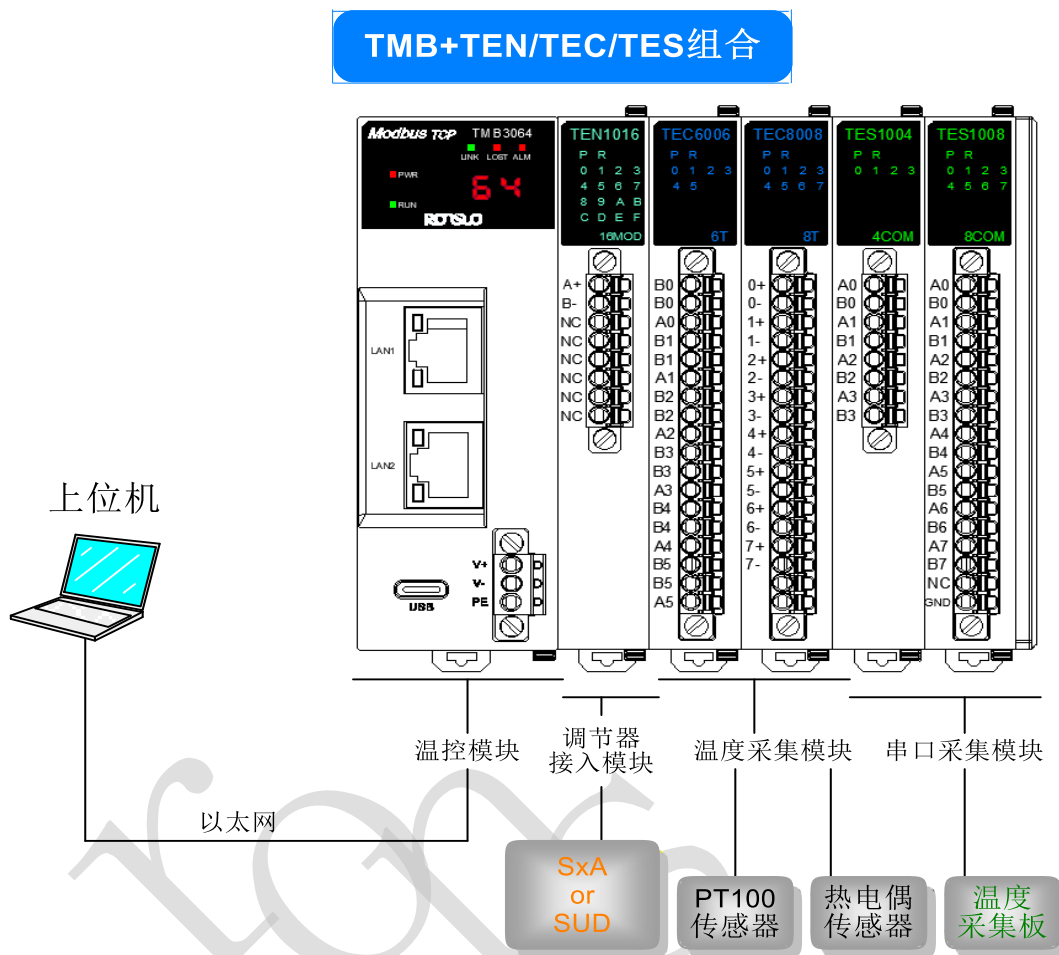 TMB+TEN/TEC/TES组合
Modbus TCP TMB3064
LINK LOST ALM
PWR
64
RUN
LAN1
LAN2
V+
V-
PE
USB
TEN1016
P R
0 1 2 3
4 5 6 7
8 9 A B
C D E F
16MOD
A+
B-
NC
NC
NC
NC
NC
NC
TEC6006
P R
0 1 2 3
4 5
6T
B0
B0
A0
B1
B1
A1
B2
B2
A2
B3
B3
A3
B4
B4
A4
B5
B5
A5
TEC8008
P R
0 1 2 3
4 5 6 7
8T
0+
0-
1+
1-
2+
2-
3+
3-
4+
4-
5+
5-
6+
6-
7+
7-
TES1004
P R
0 1 2 3
4COM
A0
B0
A1
B1
A2
B2
A3
B3
TES1008
P R
0 1 2 3
4 5 6 7
8COM
A0
B0
A1
B1
A2
B2
A3
B3
A4
B4
A5
B5
A6
B6
A7
B7
NC
GND
上位机
以太网
温控模块
调节器
接入模块
温度采集模块
串口采集模块
SxA
or
SUD
PT100
传感器
热电偶
传感器
温度
采集板